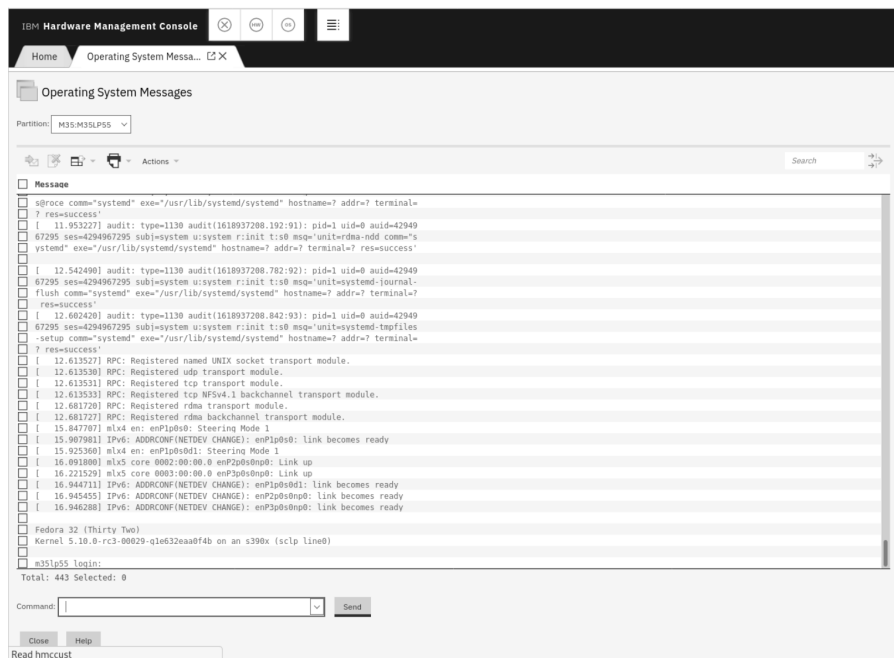 IBM Hardware Management Console
HW
OS
Home
Operating System Messa...
Operating System Messages
Partition: M35:M35LP55
Actions
Search
Message
s@roce comm="systemd" exe="/usr/lib/systemd/systemd" hostname=? addr=? terminal=
? res=success'
[   11.953227] audit: type=1130 audit(1618937208.192:91): pid=1 uid=0 auid=42949
67295 ses=4294967295 subj=system u:system r:init t:s0 msg='unit=rdma-ndd comm="s
ystemd" exe="/usr/lib/systemd/systemd" hostname=? addr=? terminal=? res=success'
[   12.542490] audit: type=1130 audit(1618937208.782:92): pid=1 uid=0 auid=42949
67295 ses=4294967295 subj=system u:system r:init t:s0 msg='unit=systemd-journal-
flush comm="systemd" exe="/usr/lib/systemd/systemd" hostname=? addr=? terminal=?
res=success'
[   12.602420] audit: type=1130 audit(1618937208.842:93): pid=1 uid=0 auid=42949
67295 ses=4294967295 subj=system u:system r:init t:s0 msg='unit=systemd-tmpfiles
-setup comm="systemd" exe="/usr/lib/systemd/systemd" hostname=? addr=? terminal=
? res=success'
[   12.613527] RPC: Registered named UNIX socket transport module.
[   12.613530] RPC: Registered udp transport module.
[   12.613531] RPC: Registered tcp transport module.
[   12.613533] RPC: Registered tcp NFSv4.1 backchannel transport module.
[   12.681720] RPC: Registered rdma transport module.
[   12.681727] RPC: Registered rdma backchannel transport module.
[   15.847707] mlx4 en: enP1p0s0: Steering Mode 1
[   15.907981] IPv6: ADDRCONF(NETDEV CHANGE): enP1p0s0: link becomes ready
[   15.925360] mlx4 en: enP1p0s0d1: Steering Mode 1
[   16.091800] mlx5 core 0002:00:00.0 enP2p0s0np0: Link up
[   16.221529] mlx5 core 0003:00:00.0 enP3p0s0np0: Link up
[   16.944711] IPv6: ADDRCONF(NETDEV CHANGE): enP1p0s0d1: link becomes ready
[   16.945455] IPv6: ADDRCONF(NETDEV CHANGE): enP2p0s0np0: link becomes ready
[   16.946288] IPv6: ADDRCONF(NETDEV CHANGE): enP3p0s0np0: link becomes ready
Fedora 32 (Thirty Two)
Kernel 5.10.0-rc3-00029-q1e632eaa0f4b on an s390x (sclp line0)
m35lp55 login:
Total: 443 Selected: 0
Command:
Send
Close
Help
Read hmccust